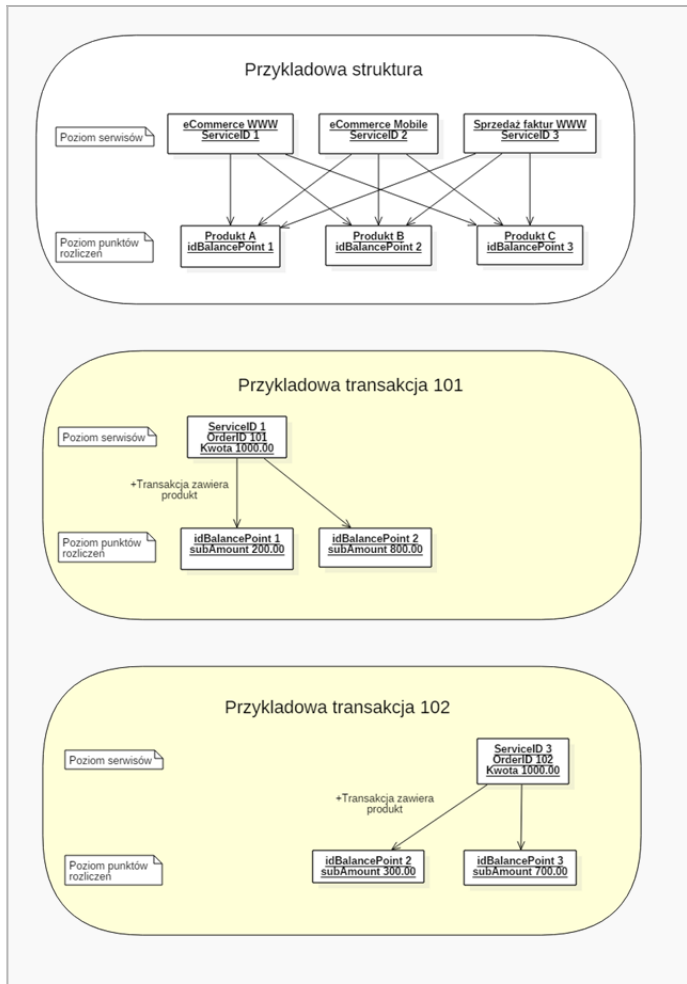 Przykladowa struktura
Poziom serwisów
eCommerce WWW
ServiceID 1
eCommerce Mobile
ServiceID 2
Sprzedaż faktur WWW
ServiceID 3
Poziom punktów
rozliczeń
Produkt A
idBalancePoint 1
Produkt B
idBalancePoint 2
Produkt C
idBalancePoint 3
Przykladowa transakcja 101
Poziom serwisów
ServiceID 1
OrderID 101
Kwota 1000.00
+Transakcja zawiera
produkt
Poziom punktów
rozliczeń
idBalancePoint 1
subAmount 200.00
idBalancePoint 2
subAmount 800.00
Przykladowa transakcja 102
Poziom serwisów
ServiceID 3
OrderID 102
Kwota 1000.00
+Transakcja zawiera
produkt
Poziom punktów
rozliczeń
idBalancePoint 2
subAmount 300.00
idBalancePoint 3
subAmount 700.00